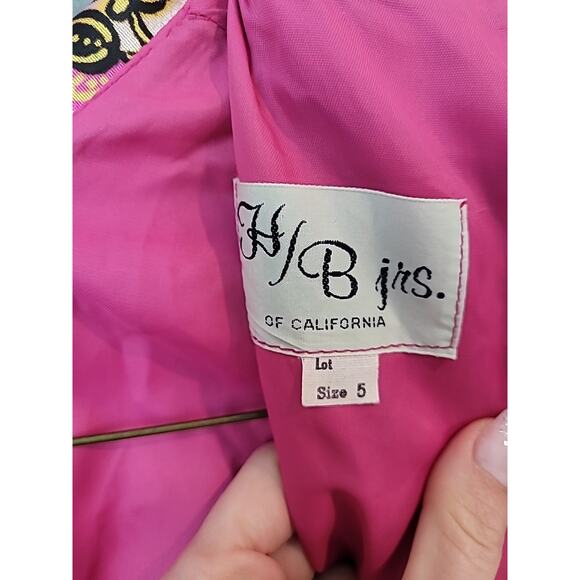 H/B jrs.
OF CALIFORNIA
Lot
Size 5